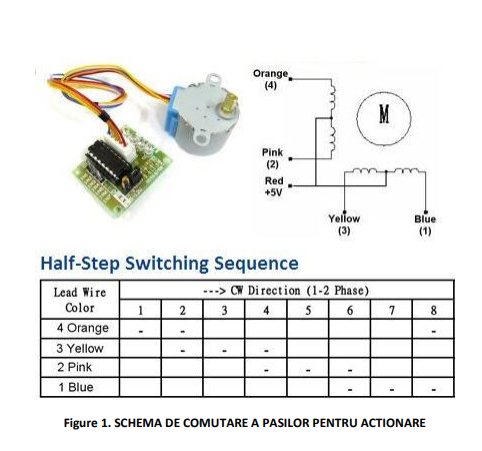 Orange
(4)
M
Pink
(2)
Red
+5V
Yellow
(3)
Blue
(1)
Half-Step Switching Sequence
Lead Wire Color ---> CW Direction (1-2 Phase)
1 2 3 4 5 6 7 8
4 Orange - - -
3 Yellow - - -
2 Pink - - -
1 Blue - - -
Figure 1. SCHEMA DE COMUTARE A PASILOR PENTRU ACTIONARE